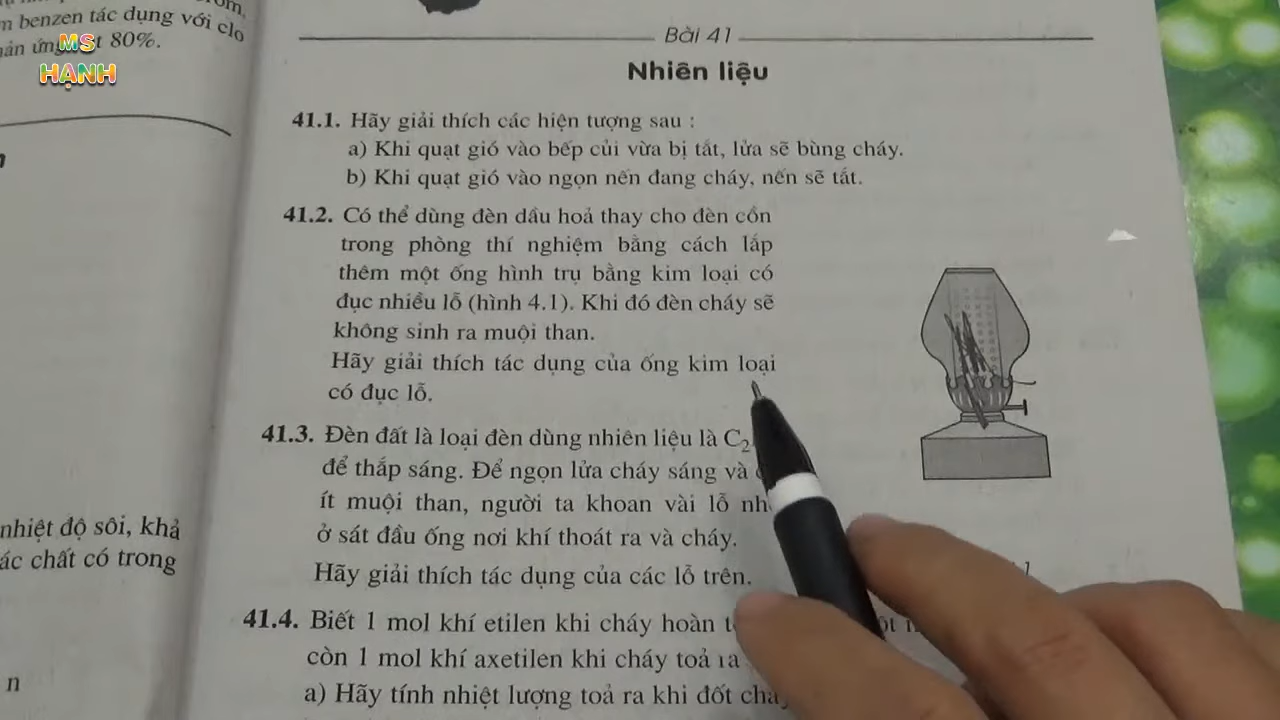 m benzen tác dụng với clo
ản ứng t 80%.
MS
HẠNH
nhiệt độ sôi, khả
ác chất có trong
n
Bài 41
Nhiên liệu
41.1. Hãy giải thích các hiện tượng sau :
a) Khi quạt gió vào bếp củi vừa bị tắt, lửa sẽ bùng cháy.
b) Khi quạt gió vào ngọn nến đang cháy, nến sẽ tắt.
41.2. Có thể dùng đèn dầu hoả thay cho đèn cồn
trong phòng thí nghiệm bằng cách lắp
thêm một ống hình trụ bằng kim loại có
đục nhiều lỗ (hình 4.1). Khi đó đèn cháy sẽ
không sinh ra muội than.
Hãy giải thích tác dụng của ống kim loại
có đục lỗ.
41.3. Đèn đất là loại đèn dùng nhiên liệu là C2
để thắp sáng. Để ngọn lửa cháy sáng và
ít muội than, người ta khoan vài lỗ nh
ở sát đầu ống nơi khí thoát ra và cháy.
Hãy giải thích tác dụng của các lỗ trên.
41.4. Biết 1 mol khí etilen khi cháy hoàn t
còn 1 mol khí axetilen khi cháy toả ra
a) Hãy tính nhiệt lượng toả ra khi đốt chá